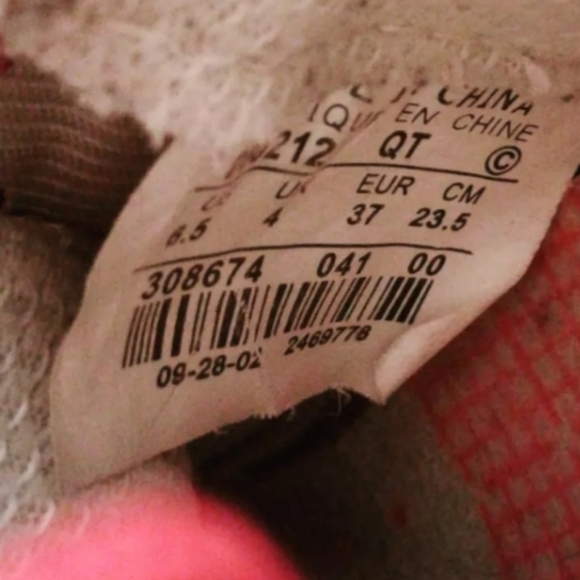 CHINA
EN CHINE
212 QT ©
EUR CM
6.5 4 37 23.5
308674 041 00
2469778
09-28-02